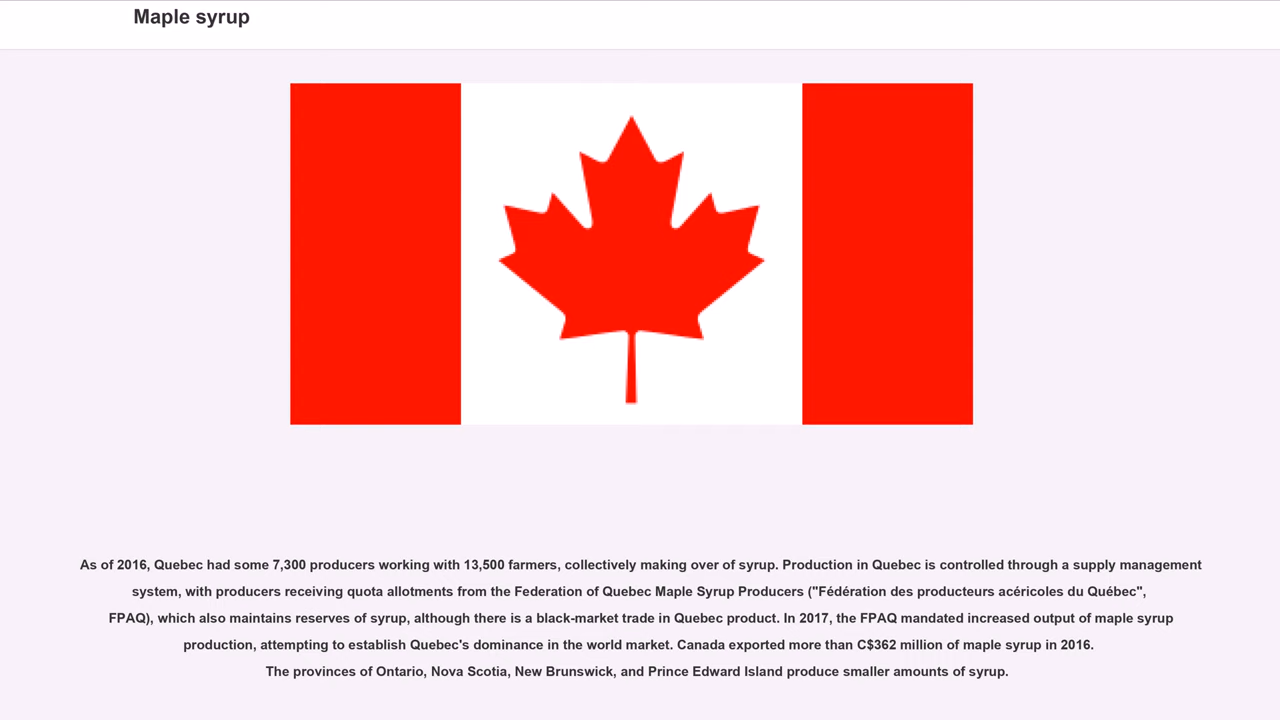 Maple syrup
As of 2016, Quebec had some 7,300 producers working with 13,500 farmers, collectively making over of syrup. Production in Quebec is controlled through a supply management
system, with producers receiving quota allotments from the Federation of Quebec Maple Syrup Producers ("Fédération des producteurs acéricoles du Québec",
FPAQ), which also maintains reserves of syrup, although there is a black-market trade in Quebec product. In 2017, the FPAQ mandated increased output of maple syrup
production, attempting to establish Quebec's dominance in the world market. Canada exported more than C$362 million of maple syrup in 2016.
The provinces of Ontario, Nova Scotia, New Brunswick, and Prince Edward Island produce smaller amounts of syrup.